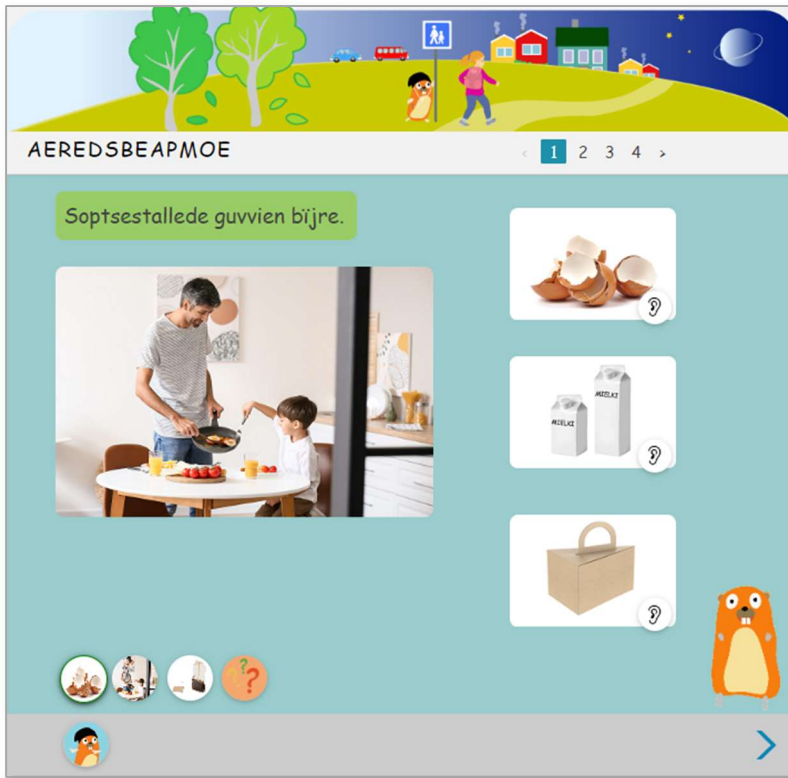 AEREDSBEAPMOE
‹ 1 2 3 4 ›
Soptsestallede guvvien bïjre.
MIELKI
MIELKI